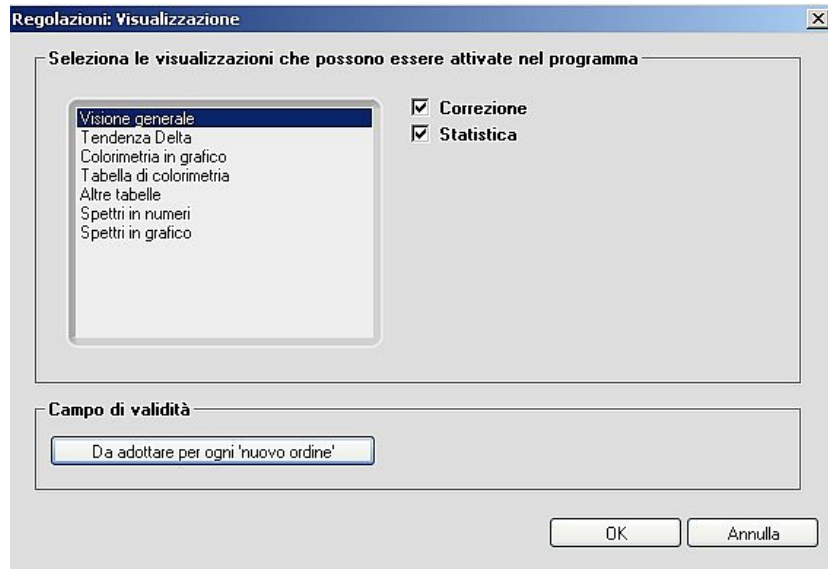 Regolazioni: Visualizzazione
Seleziona le visualizzazioni che possono essere attivate nel programma
Visione generale
Tendenza Delta
Colorimetria in grafico
Tabella di colorimetria
Altre tabelle
Spettri in numeri
Spettri in grafico
Correzione
Statistica
Campo di validità
Da adottare per ogni 'nuovo ordine'
OK
Annulla